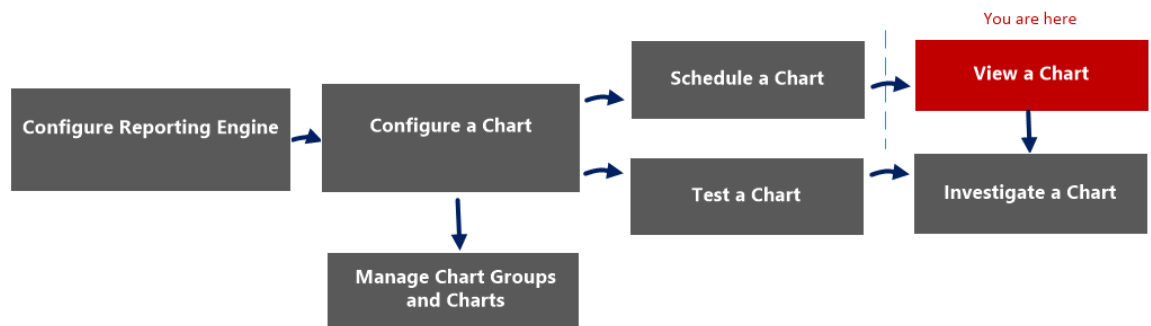 You are here
Schedule a Chart
View a Chart
Configure Reporting Engine
Configure a Chart
Test a Chart
Investigate a Chart
Manage Chart Groups
and Charts